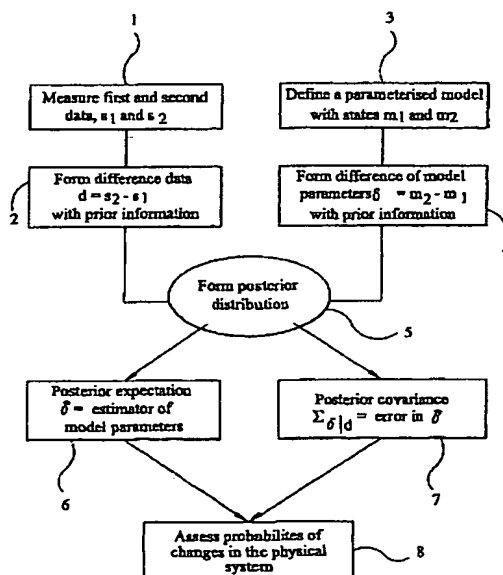 1
3
Measure first and second
data, s1 and s2
Define a parameterised model
with states m1 and m2
2
Form difference data
d = s2 - s1
with prior information
Form difference of model
parameters δ = m2 - m1
with prior information
Form posterior
distribution
5
Posterior expectation
δ̂ = estimator of
model parameters
Posterior covariance
Σδ|d = error in δ̂
6
7
Assess probabilites of
changes in the physical
system
8